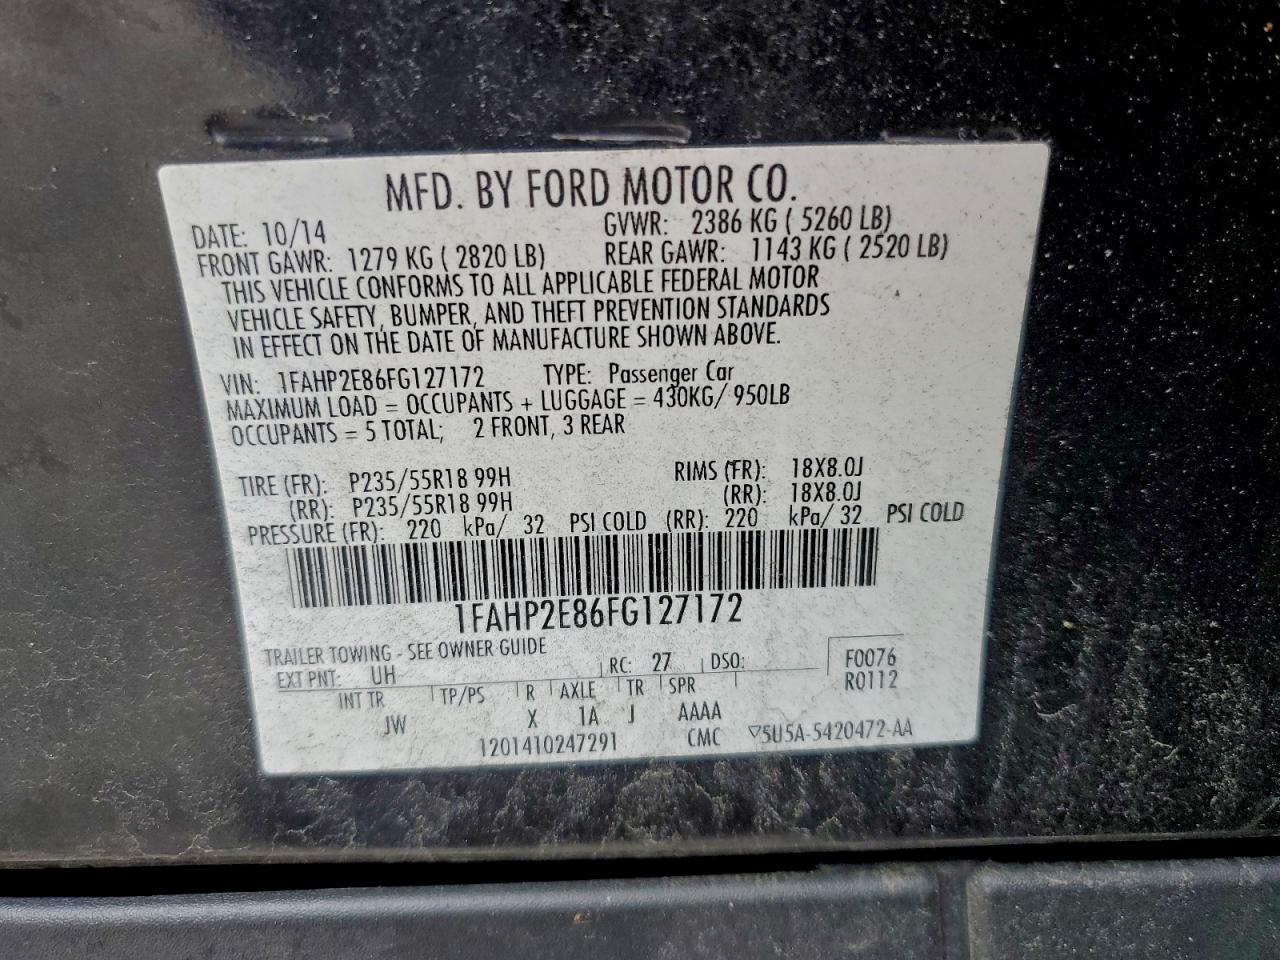 MFD. BY FORD MOTOR CO.
DATE: 10/14 GVWR: 2386 KG ( 5260 LB)
FRONT GAWR: 1279 KG ( 2820 LB) REAR GAWR: 1143 KG ( 2520 LB)
THIS VEHICLE CONFORMS TO ALL APPLICABLE FEDERAL MOTOR
VEHICLE SAFETY, BUMPER, AND THEFT PREVENTION STANDARDS
IN EFFECT ON THE DATE OF MANUFACTURE SHOWN ABOVE.
VIN: 1FAHP2E86FG127172 TYPE: Passenger Car
MAXIMUM LOAD = OCCUPANTS + LUGGAGE = 430KG/ 950LB
OCCUPANTS = 5 TOTAL; 2 FRONT, 3 REAR
TIRE (FR): P235/55R18 99H RIMS (FR): 18X8.0J
(RR): P235/55R18 99H (RR): 18X8.0J
PRESSURE (FR): 220 kPa/ 32 PSI COLD (RR): 220 kPa/ 32 PSI COLD
1FAHP2E86FG127172
TRAILER TOWING - SEE OWNER GUIDE
EXT PNT: UH RC: 27 DSO: F0076
R0112
INT TR TP/PS R AXLE TR SPR
JW X 1A J AAAA
1201410247291 CMC ▽5U5A-5420472-AA